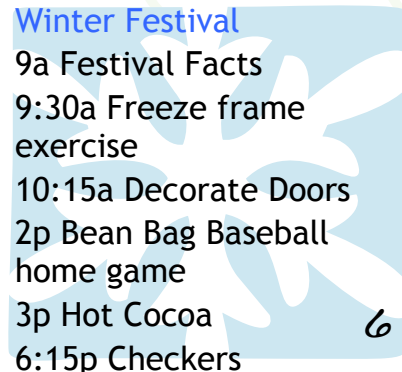 Winter Festival
9a Festival Facts
9:30a Freeze frame
exercise
10:15a Decorate Doors
2p Bean Bag Baseball
home game
3p Hot Cocoa
6
6:15p Checkers